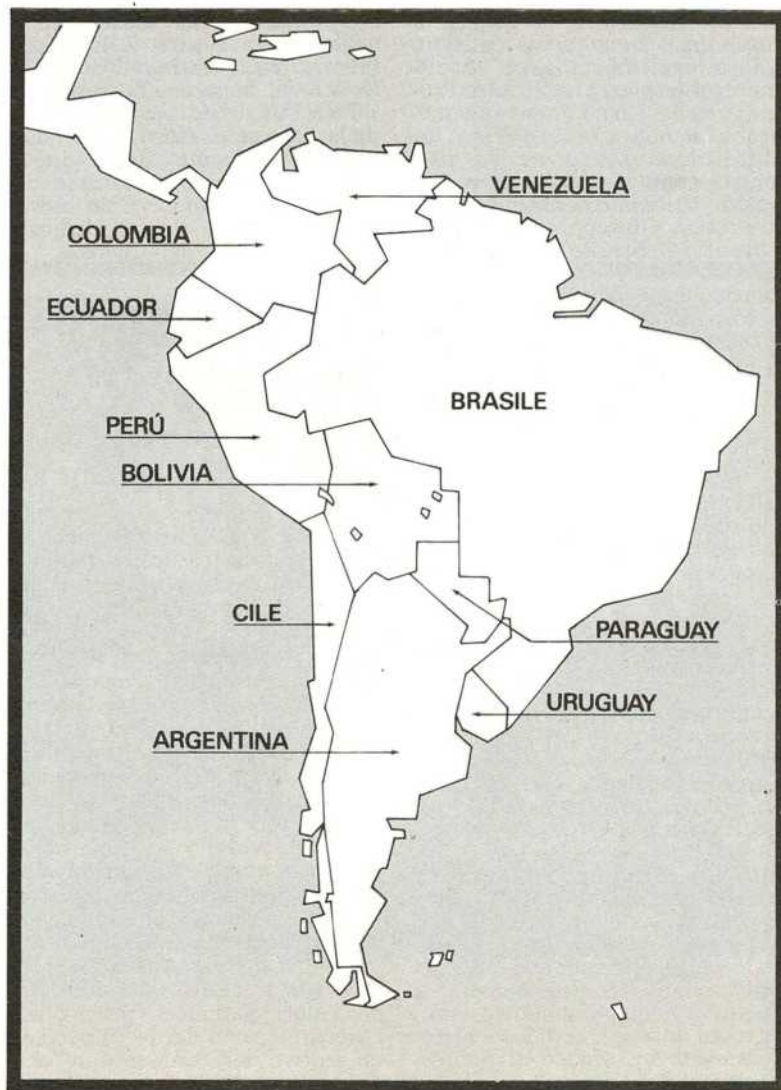 VENEZUELA
COLOMBIA
ECUADOR
BRASILE
PERÚ
BOLIVIA
CILE
PARAGUAY
URUGUAY
ARGENTINA